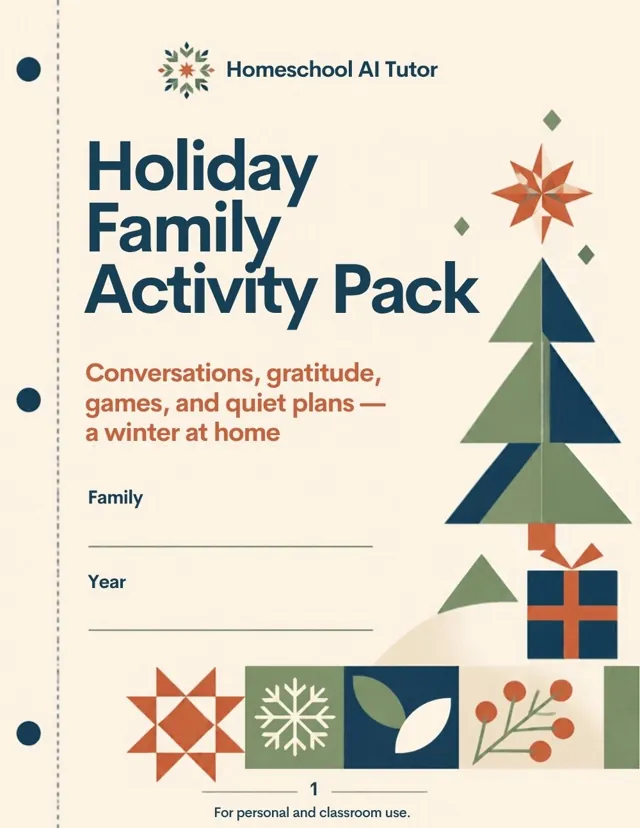 Homeschool AI Tutor
Holiday
Family
Activity Pack
Conversations, gratitude,
games, and quiet plans —
a winter at home
Family
Year
1
For personal and classroom use.